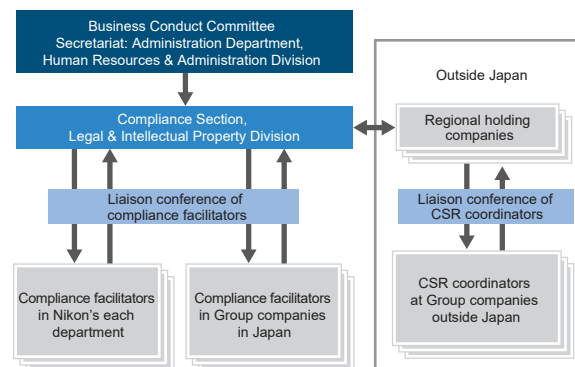 Business Conduct Committee
Secretariat: Administration Department,
Human Resources & Administration Division
Outside Japan
Compliance Section,
Legal & Intellectual Property Division
Regional holding
companies
Liaison conference of
compliance facilitators
Liaison conference of
CSR coordinators
Compliance facilitators
in Nikon's each
department
Compliance facilitators
in Group companies
in Japan
CSR coordinators
at Group companies
outside Japan